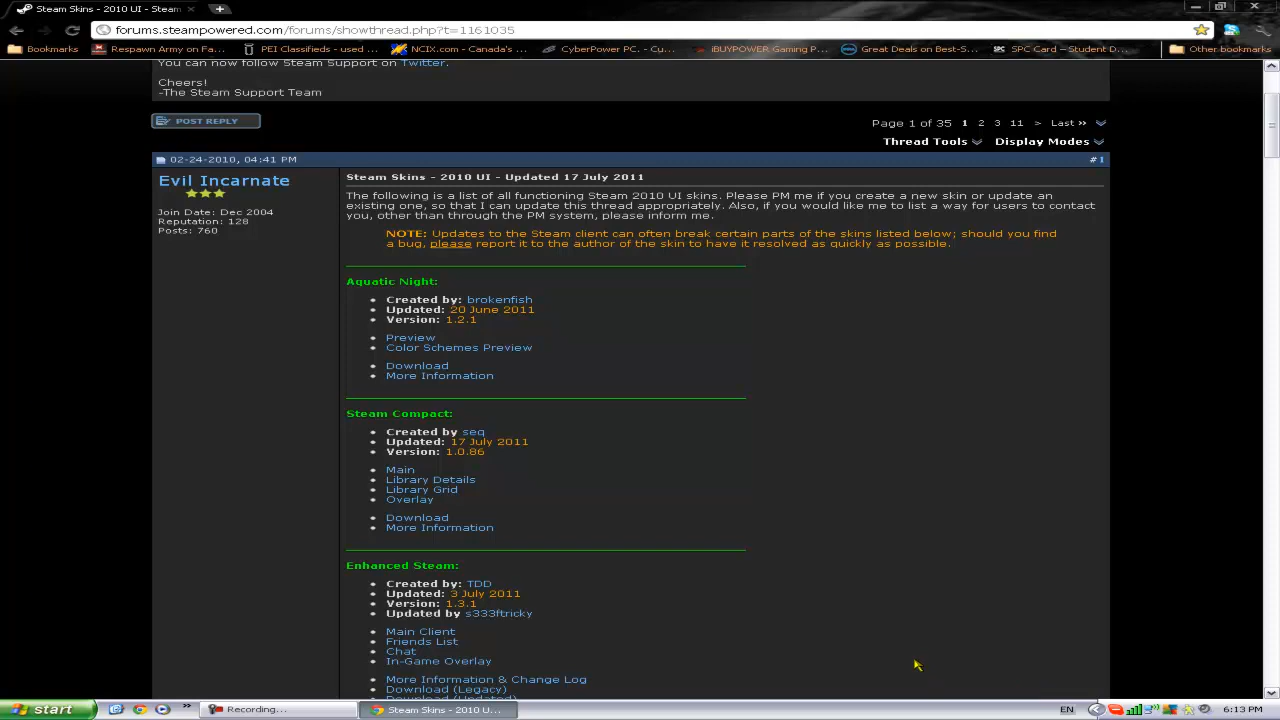 Steam Skins - 2010 UI - Steam
forums.steampowered.com/forums/showthread.php?t=1161035
Bookmarks
Respawn Army on Fa...
PEI Classifieds - used ...
NCIX.com - Canada's ...
CyberPower PC. - Cu...
iBUYPOWER Gaming P...
Great Deals on Best-S...
SPC Card – Student D...
Other bookmarks
You can now follow Steam Support on Twitter.
Cheers!
-The Steam Support Team
POST REPLY
Page 1 of 35 1 2 3 11 > Last »
Thread Tools
Display Modes
02-24-2010, 04:41 PM
#1
Evil Incarnate
Join Date: Dec 2004
Reputation: 128
Posts: 760
Steam Skins - 2010 UI - Updated 17 July 2011
The following is a list of all functioning Steam 2010 UI skins. Please PM me if you create a new skin or update an
existing one, so that I can update this thread appropriately. Also, if you would like me to list a way for users to contact
you, other than through the PM system, please inform me.
NOTE: Updates to the Steam client can often break certain parts of the skins listed below; should you find
a bug, please report it to the author of the skin to have it resolved as quickly as possible.
Aquatic Night:
Created by: brokenfish
Updated: 20 June 2011
Version: 1.2.1
Preview
Color Schemes Preview
Download
More Information
Steam Compact:
Created by seq
Updated: 17 July 2011
Version: 1.0.86
Main
Library Details
Library Grid
Overlay
Download
More Information
Enhanced Steam:
Created by: TDD
Updated: 3 July 2011
Version: 1.3.1
Updated by s333ftricky
Main Client
Friends List
Chat
In-Game Overlay
More Information & Change Log
Download (Legacy)
Download (Updated)
start
Recording...
Steam Skins - 2010 U...
EN
6:13 PM